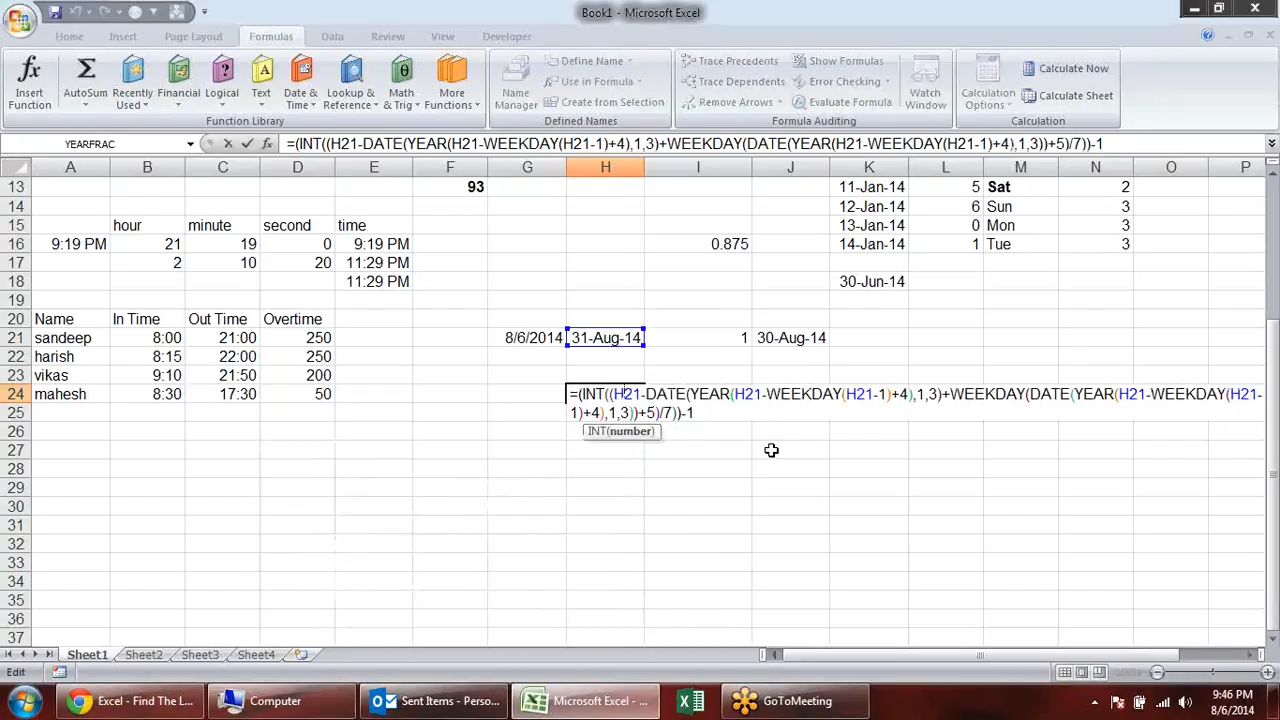 Book1 - Microsoft Excel
Home Insert Page Layout Formulas Data Review View Developer
fx Σ A θ
Insert Function
AutoSum
Recently Used
Financial
Logical
Text
Date & Time
Lookup & Reference
Math & Trig
More Functions
Function Library
Name Manager
Define Name
Use in Formula
Create from Selection
Defined Names
Trace Precedents
Trace Dependents
Remove Arrows
Show Formulas
Error Checking
Evaluate Formula
Watch Window
Formula Auditing
Calculation Options
Calculate Now
Calculate Sheet
Calculation
YEARFRAC fx =(INT((H21-DATE(YEAR(H21-WEEKDAY(H21-1)+4),1,3)+WEEKDAY(DATE(YEAR(H21-WEEKDAY(H21-1)+4),1,3))+5)/7))-1
A B C D E F G H I J K L M N O P
13 93 11-Jan-14 5 Sat 2
14 12-Jan-14 6 Sun 3
15 hour minute second time 13-Jan-14 0 Mon 3
16 9:19 PM 21 19 0 9:19 PM 0.875 14-Jan-14 1 Tue 3
17 2 10 20 11:29 PM
18 11:29 PM 30-Jun-14
19
20 Name In Time Out Time Overtime
21 sandeep 8:00 21:00 250 8/6/2014 31-Aug-14 1 30-Aug-14
22 harish 8:15 22:00 250
23 vikas 9:10 21:50 200
24 mahesh 8:30 17:30 50 =(INT((H21-DATE(YEAR(H21-WEEKDAY(H21-1)+4),1,3)+WEEKDAY(DATE(YEAR(H21-WEEKDAY(H21-
25 1)+4),1,3))+5)/7))-1
26 INT(number)
27
28
29
30
31
32
33
34
35
36
37
Sheet1 Sheet2 Sheet3 Sheet4
Edit 100%
Excel - Find The L... Computer Sent Items - Perso... Microsoft Excel - ... GoToMeeting
9:46 PM
8/6/2014